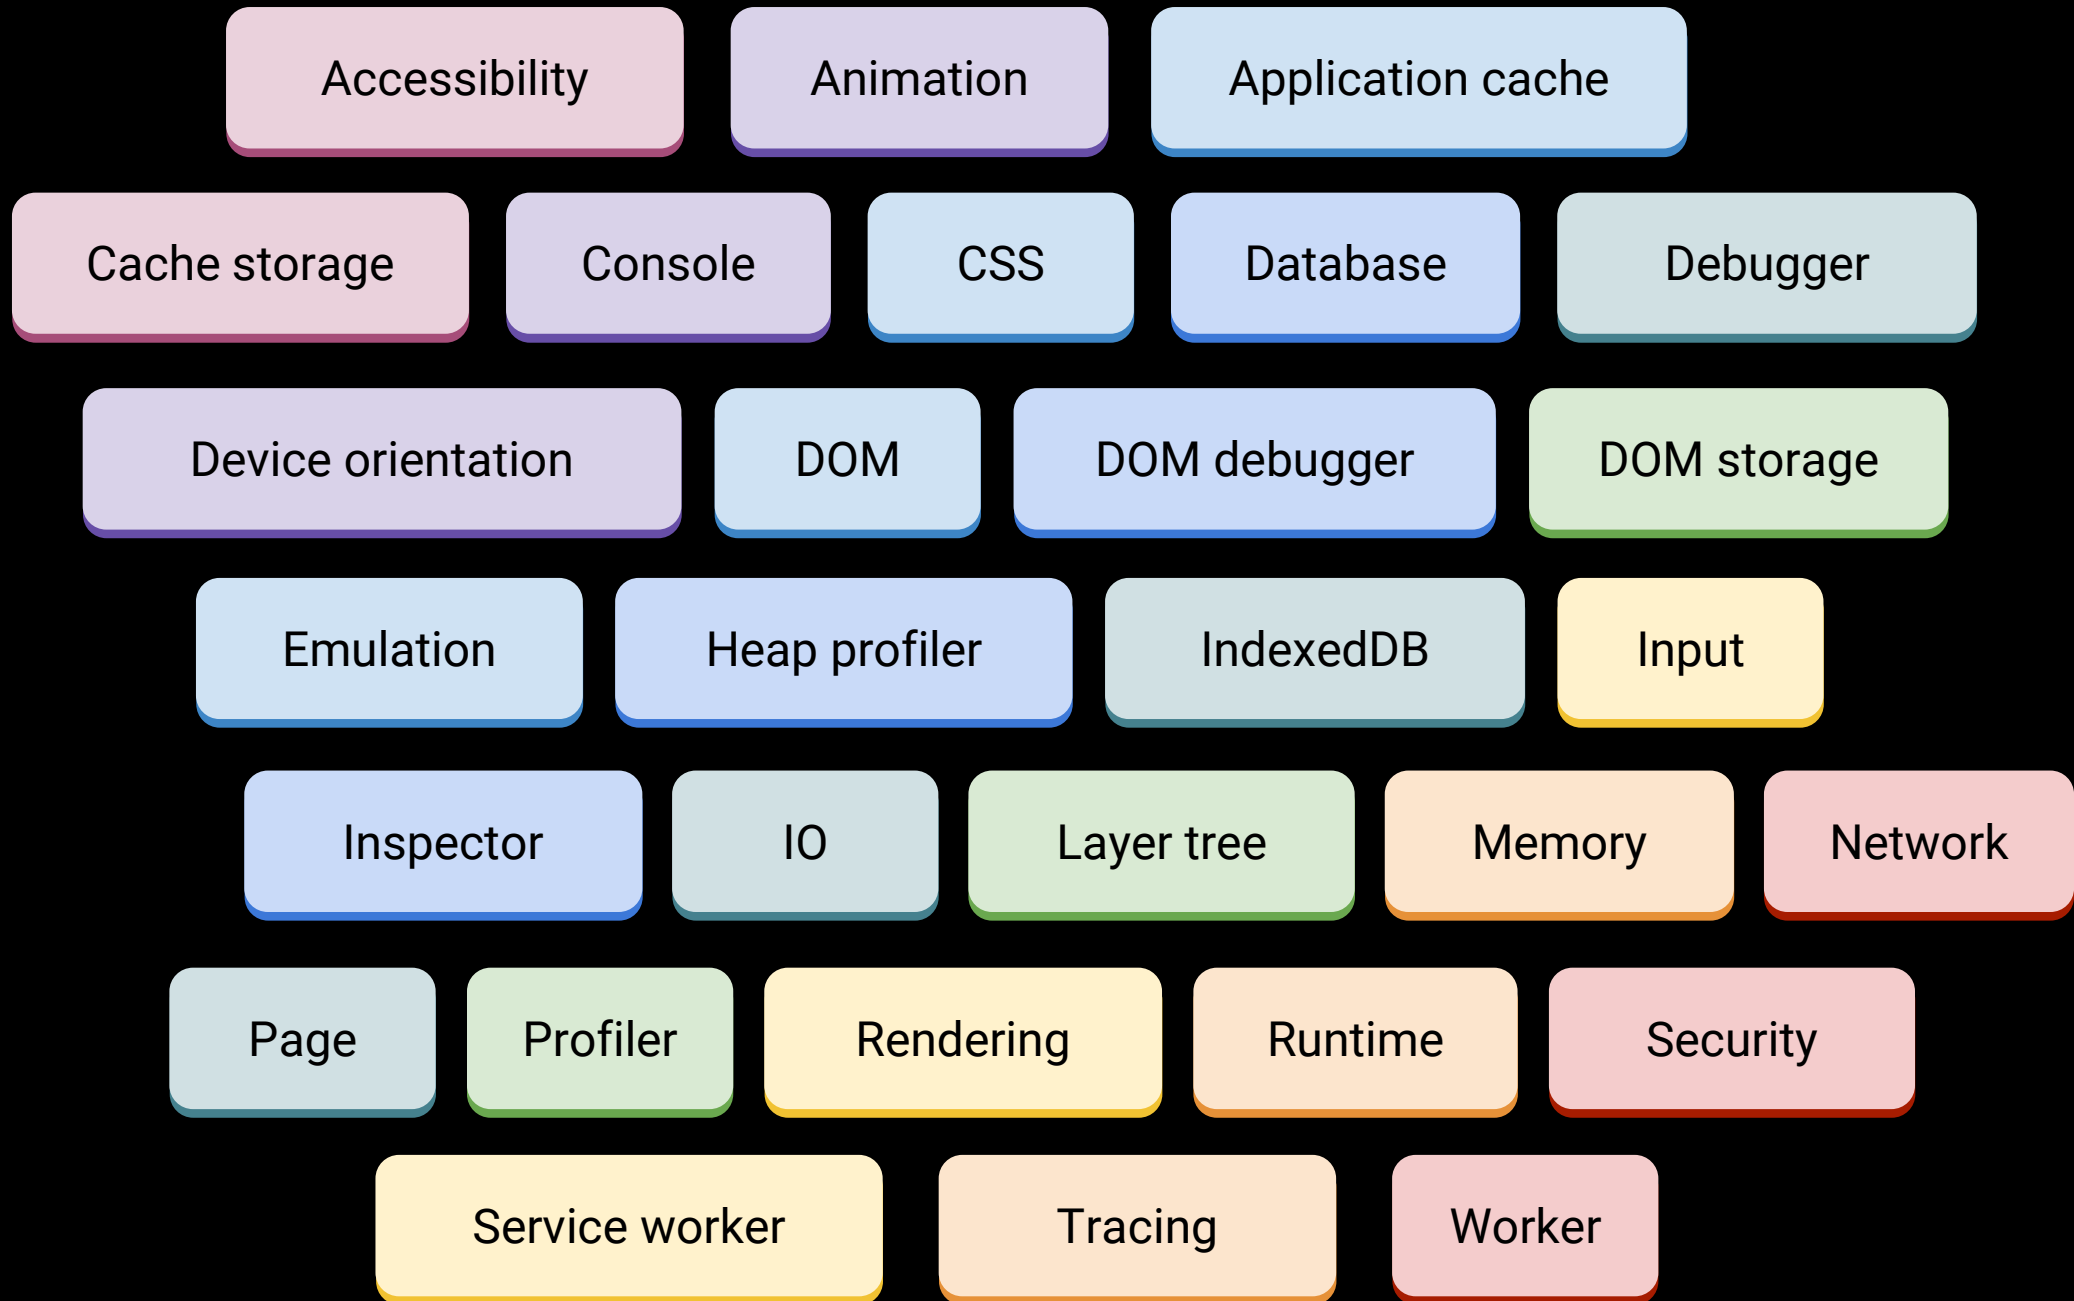 Accessibility Animation Application cache
Cache storage Console CSS Database Debugger
Device orientation DOM DOM debugger DOM storage
Emulation Heap profiler IndexedDB Input
Inspector IO Layer tree Memory Network
Page Profiler Rendering Runtime Security
Service worker Tracing Worker